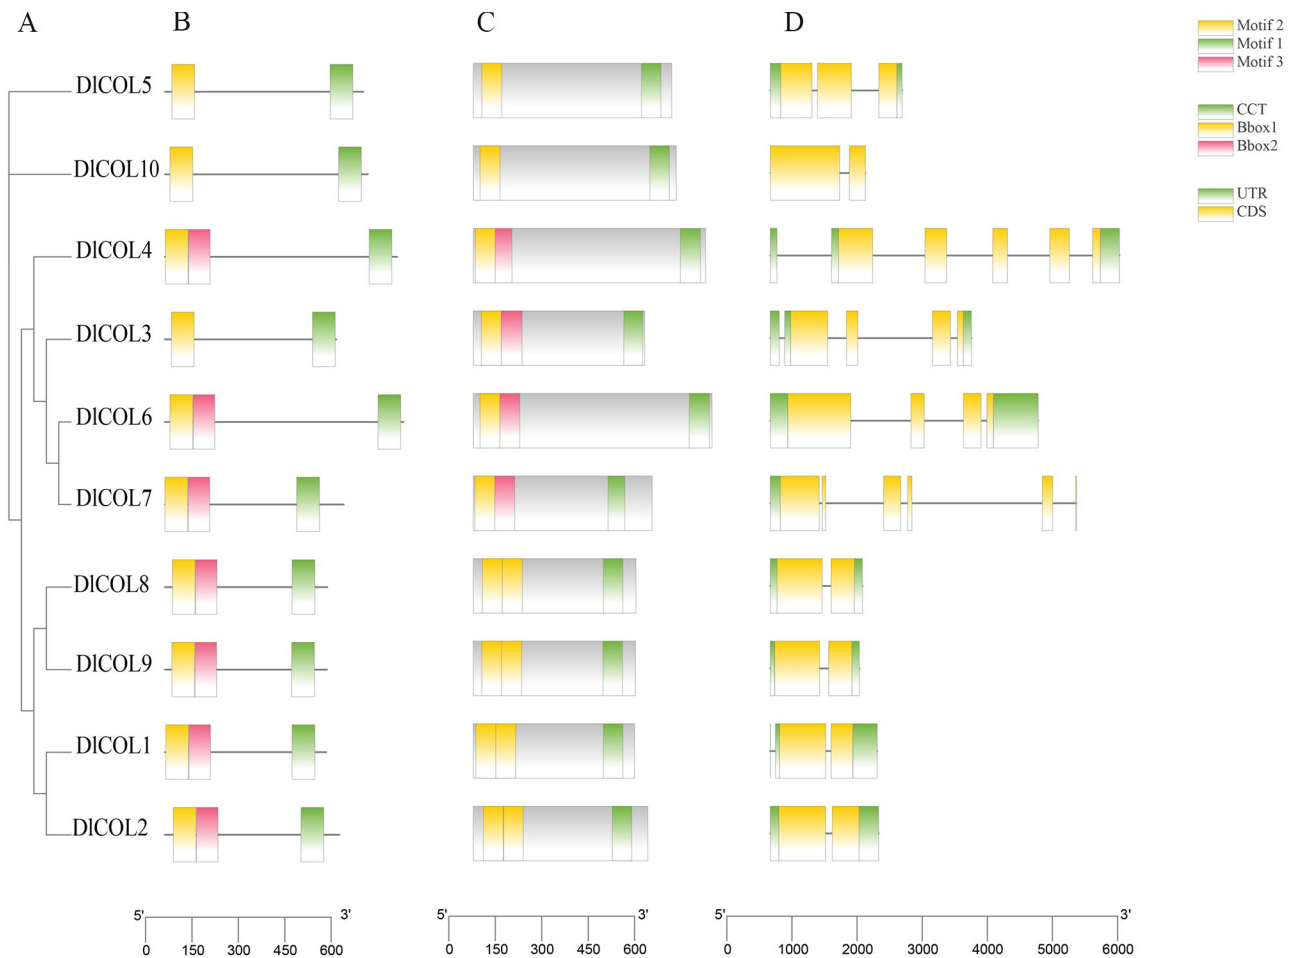 A B C D
Motif 2
Motif 1
Motif 3
DlCOL5
CCT
Bbox1
Bbox2
DlCOL10
UTR
CDS
DlCOL4
DlCOL3
DlCOL6
DlCOL7
DlCOL8
DlCOL9
DlCOL1
DlCOL2
5' 3' 5' 3' 5' 3'
0 150 300 450 600 0 150 300 450 600 0 1000 2000 3000 4000 5000 6000